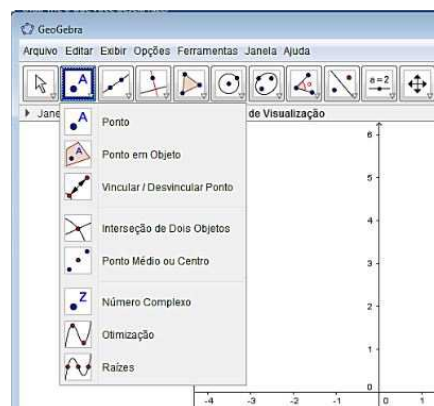 GeoGebra
Arquivo Editar Exibir Opções Ferramentas Janela Ajuda
A a=2
Jane de Visualização
A Ponto
A Ponto em Objeto
Vincular / Desvincular Ponto
Interseção de Dois Objetos
Ponto Médio ou Centro
Z Número Complexo
Otimização
Raízes
6
5
4
3
2
1
0
-4 -3 -2 -1 0 1